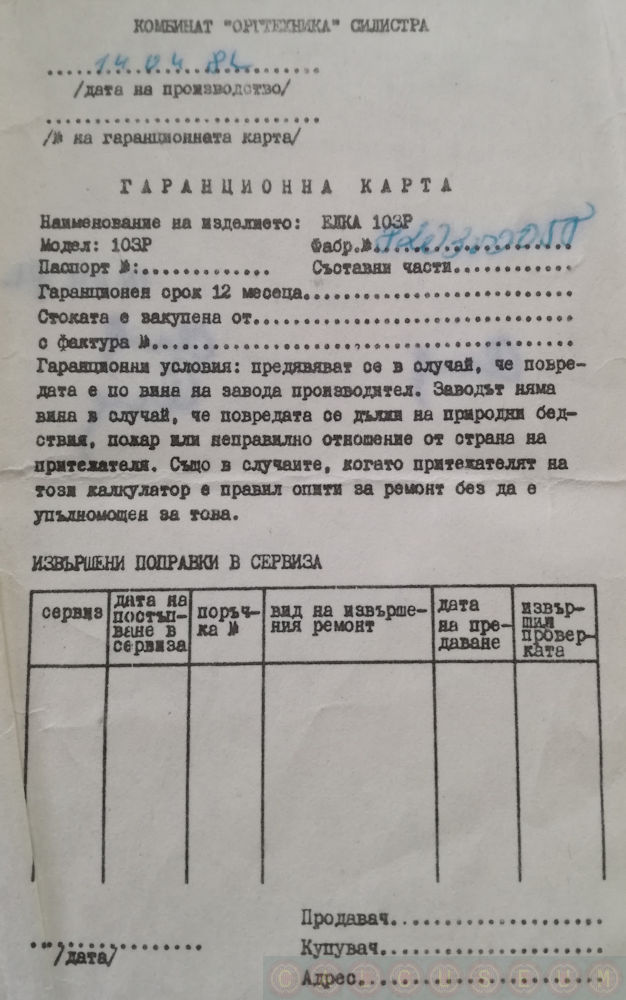 КОМБИНАТ "ОРГТЕХНИКА" СИЛИСТРА
14.04.82
/дата на производство/
/№ на гаранционната карта/
ГАРАНЦИОННА КАРТА
Наименование на изделието: ЕЛКА 103Р
Модел: 103Р Фабр.№
Паспорт №:............. Съставни части............
Гаранционен срок 12 месеца.........................
Стоката е закупена от..............................
с фактура №.......................................
Гаранционни условия: предявяват се в случай, че повре-
дата е по вина на завода производител. Заводът няма
вина в случай, че повредата се дължи на природни бед-
ствия, пожар или неправилно отношение от страна на
притежателя. Също в случаите, когато притежателят на
този калкулатор е правил опити за ремонт без да е
упълномощен за това.
ИЗВЪРШЕНИ ПОПРАВКИ В СЕРВИЗА
сервиз
дата на
постъп-
ване в
сервиза
поръч-
ка №
вид на извърше-
ния ремонт
дата
на пре-
даване
извър-
шил
провер-
ката
Продавач....................
/дата/
Купувач.....................
Адрес.......................